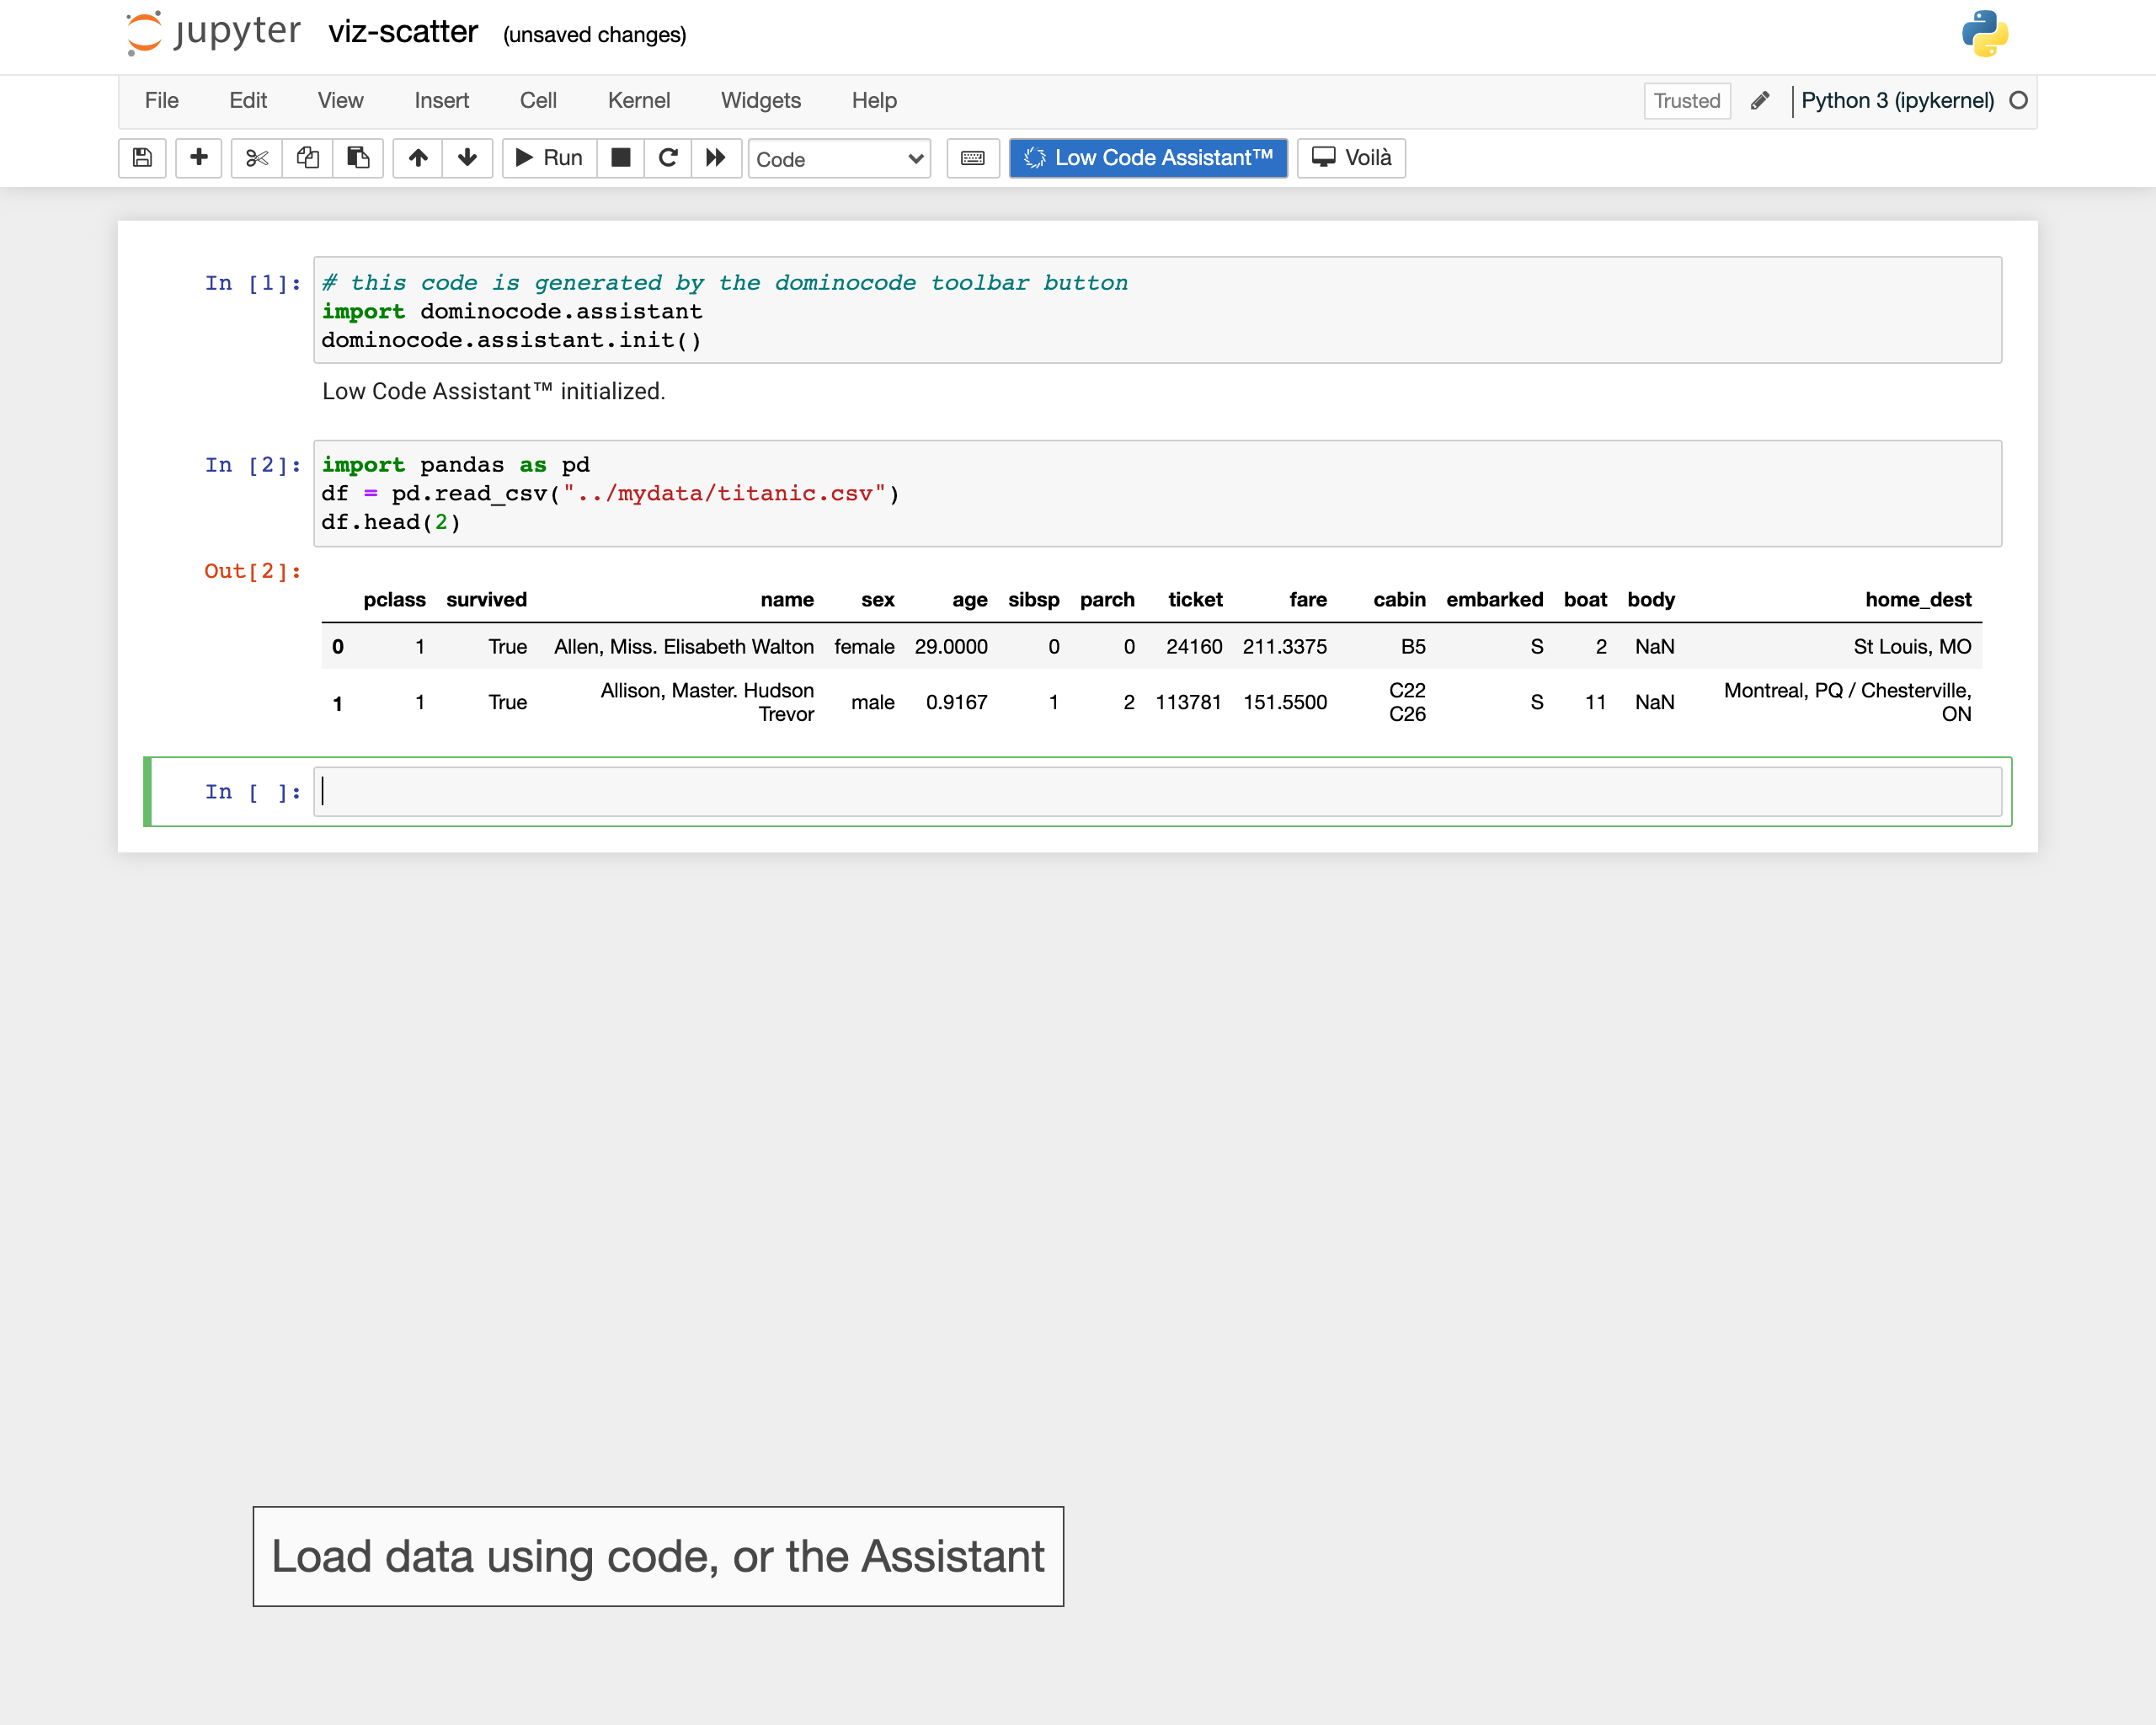 jupyter viz-scatter (unsaved changes)
File Edit View Insert Cell Kernel Widgets Help Trusted Python 3 (ipykernel)
Run Code Low Code Assistant™ Voilà
In [1]: # this code is generated by the dominocode toolbar button
import dominocode.assistant
dominocode.assistant.init()
Low Code Assistant™ initialized.
In [2]: import pandas as pd
df = pd.read_csv("../mydata/titanic.csv")
df.head(2)
Out[2]:
pclass survived name sex age sibsp parch ticket fare cabin embarked boat body home_dest
0 1 True Allen, Miss. Elisabeth Walton female 29.0000 0 0 24160 211.3375 B5 S 2 NaN St Louis, MO
1 1 True Allison, Master. Hudson Trevor male 0.9167 1 2 113781 151.5500 C22 C26 S 11 NaN Montreal, PQ / Chesterville, ON
In [ ]:
Load data using code, or the Assistant